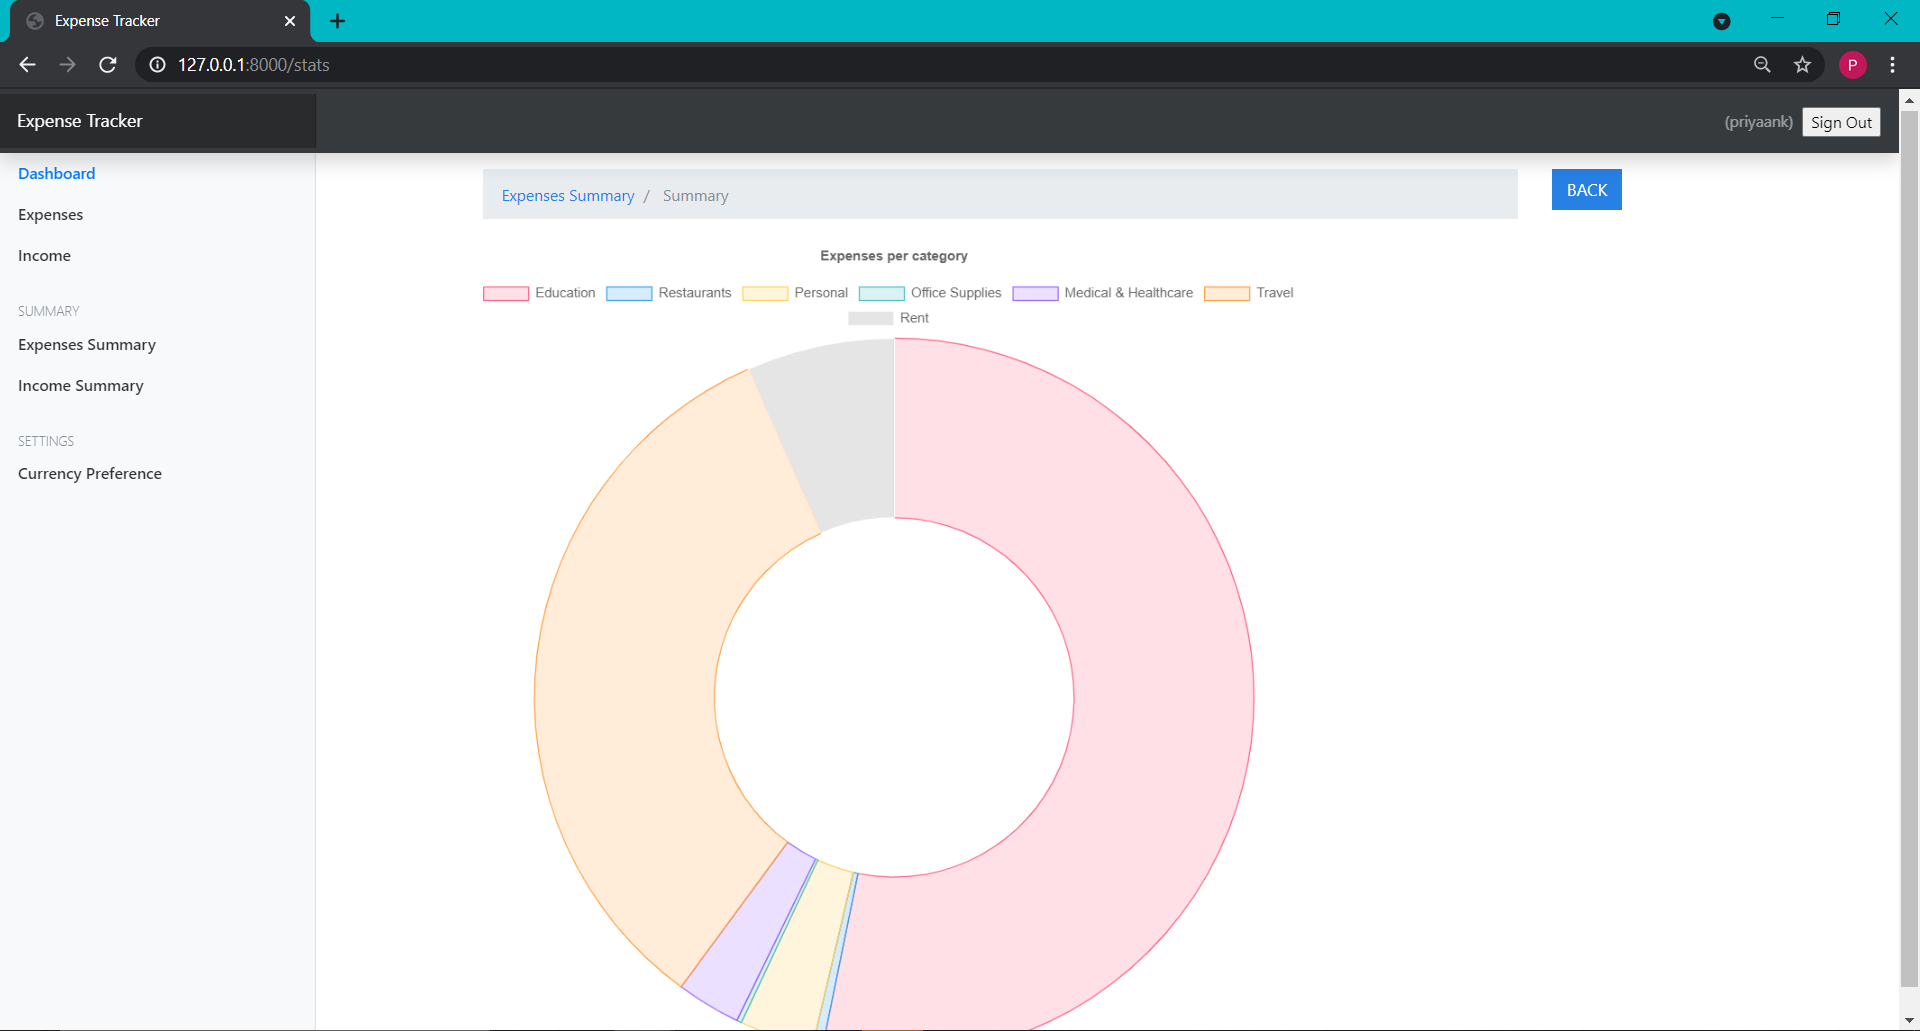 Expense Tracker
127.0.0.1:8000/stats
P
Expense Tracker
(priyaank) Sign Out
Dashboard
Expenses
Income
SUMMARY
Expenses Summary
Income Summary
SETTINGS
Currency Preference
Expenses Summary / Summary
BACK
Expenses per category
Education Restaurants Personal Office Supplies Medical & Healthcare Travel
Rent